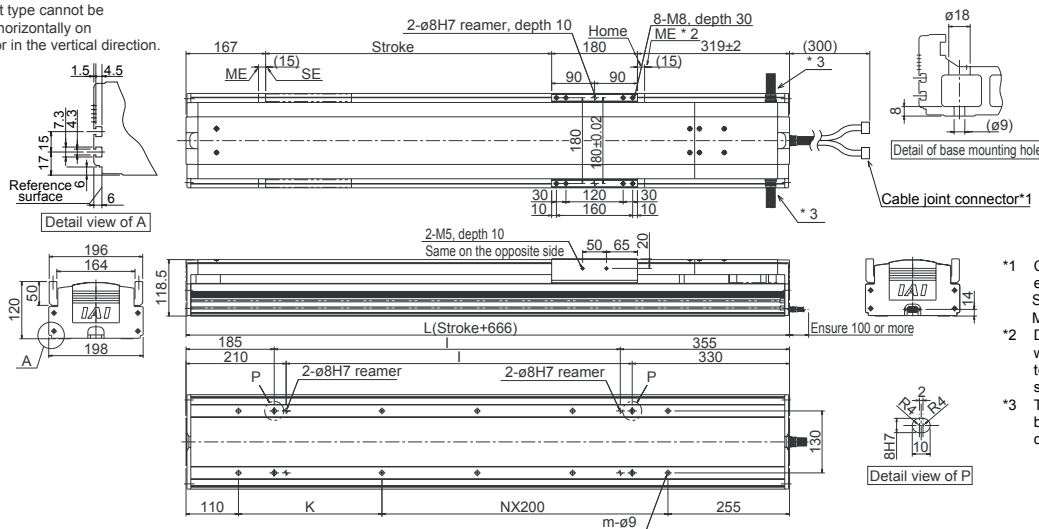 t type cannot be
horizontally on
or in the vertical direction.
2-ø8H7 reamer, depth 10
8-M8, depth 30
Home
ME * 2
167
Stroke
180
319±2
(300)
(15)
(15)
ME
SE
90
90
* 3
180
180±0.02
30
120
30
10
160
10
* 3
Cable joint connector*1
ø18
8
(ø9)
Detail of base mounting hole
1.5
4.5
7.3
4.3
15
17
6
Reference
surface
6
Detail view of A
196
164
50
120
198
A
IAI
2-M5, depth 10
Same on the opposite side
50
65
20
118.5
L(Stroke+666)
Ensure 100 or more
IAI
14
185
l
355
210
l
330
P
2-ø8H7 reamer
2-ø8H7 reamer
P
130
110
K
NX200
255
m-ø9
2
R4
R4
8H7
10
Detail view of P
*1
*2
*3